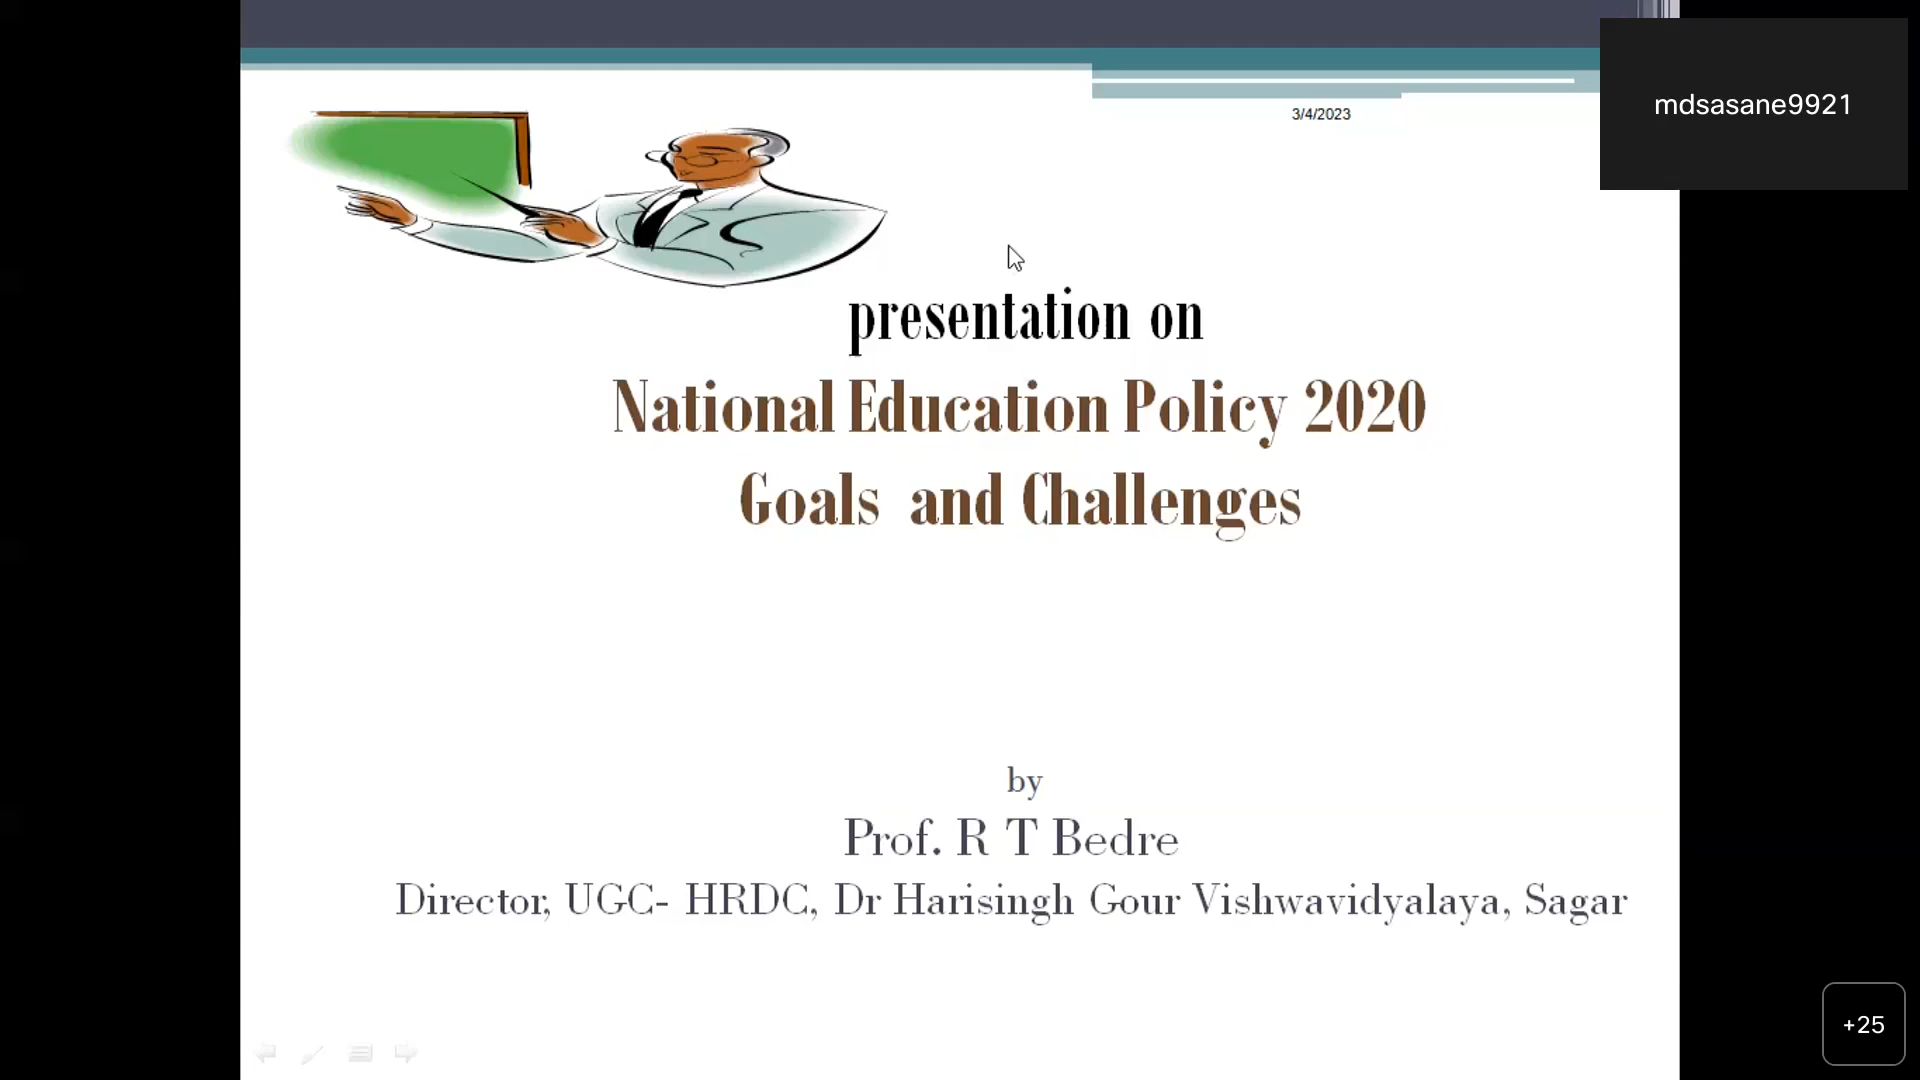 3/4/2023
mdsasane9921
presentation on
National Education Policy 2020
Goals and Challenges
by
Prof. R T Bedre
Director, UGC- HRDC, Dr Harisingh Gour Vishwavidyalaya, Sagar
+25